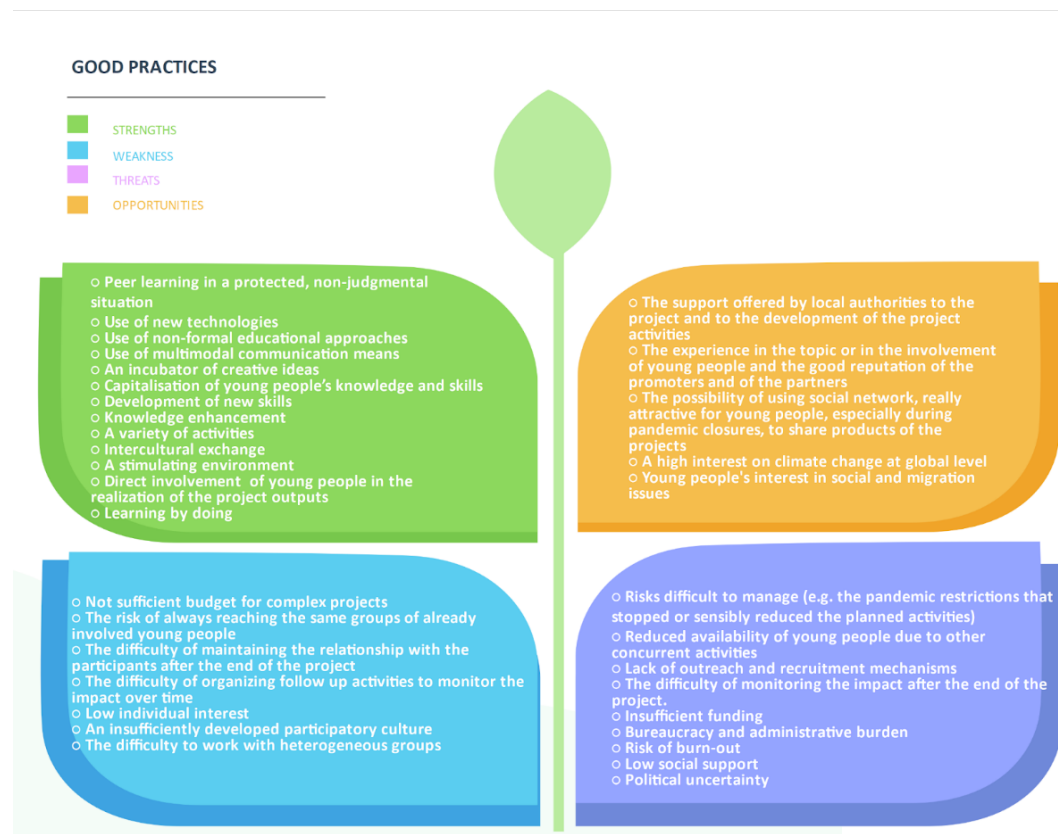 GOOD PRACTICES
STRENGTHS
WEAKNESS
THREATS
OPPORTUNITIES
○ Peer learning in a protected, non-judgmental
situation
○ Use of new technologies
○ Use of non-formal educational approaches
○ Use of multimodal communication means
○ An incubator of creative ideas
○ Capitalisation of young people's knowledge and skills
○ Development of new skills
○ Knowledge enhancement
○ A variety of activities
○ Intercultural exchange
○ A stimulating environment
○ Direct involvement  of young people in the
realization of the project outputs
○ Learning by doing
○ The support offered by local authorities to the
project and to the development of the project
activities
○ The experience in the topic or in the involvement
of young people and the good reputation of the
promoters and of the partners
○ The possibility of using social network, really
attractive for young people, especially during
pandemic closures, to share products of the
projects
○ A high interest on climate change at global level
○ Young people's interest in social and migration
issues
○ Not sufficient budget for complex projects
○ The risk of always reaching the same groups of already
involved young people
○ The difficulty of maintaining the relationship with the
participants after the end of the project
○ The difficulty of organizing follow up activities to monitor the
impact over time
○ Low individual interest
○ An insufficiently developed participatory culture
○ The difficulty to work with heterogeneous groups
○ Risks difficult to manage (e.g. the pandemic restrictions that
stopped or sensibly reduced the planned activities)
○ Reduced availability of young people due to other
concurrent activities
○ Lack of outreach and recruitment mechanisms
○ The difficulty of monitoring the impact after the end of the
project.
○ Insufficient funding
○ Bureaucracy and administrative burden
○ Risk of burn-out
○ Low social support
○ Political uncertainty